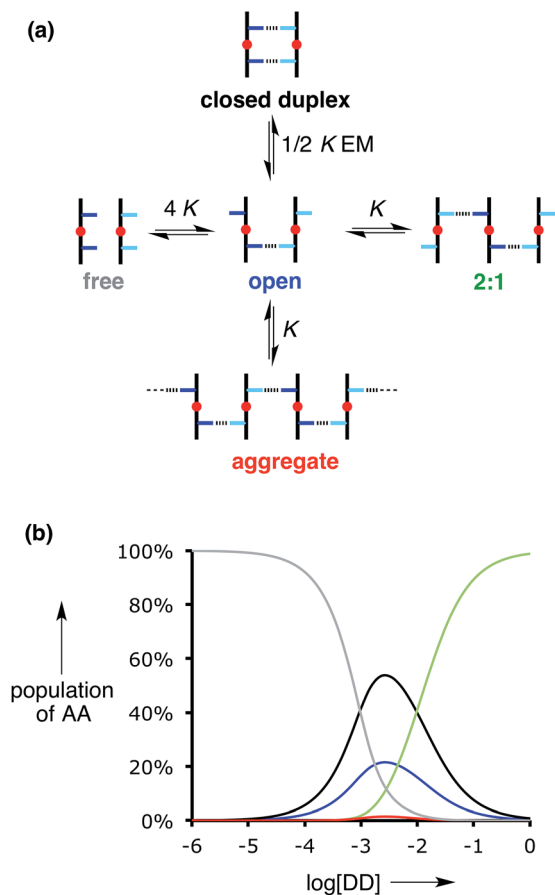 (a)
closed duplex
1/2 K EM
4 K
K
free
open
2:1
K
aggregate
(b)
100%
80%
60%
40%
20%
0%
population
of AA
-6
-5
-4
-3
-2
-1
0
log[DD]